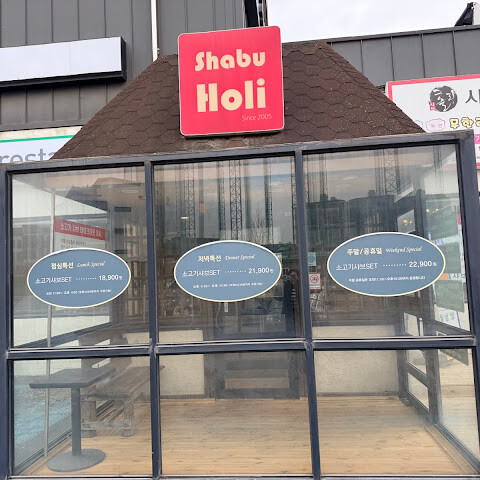 Shabu
Holi
Since 2005
resta
무한
점심특선 Lunch Special
소고기샤브SET ········ 18,900원
저녁특선 Dinner Special
소고기샤브SET ········ 21,900원
주말/공휴일 Weekend Special
소고기샤브SET ········ 22,900원